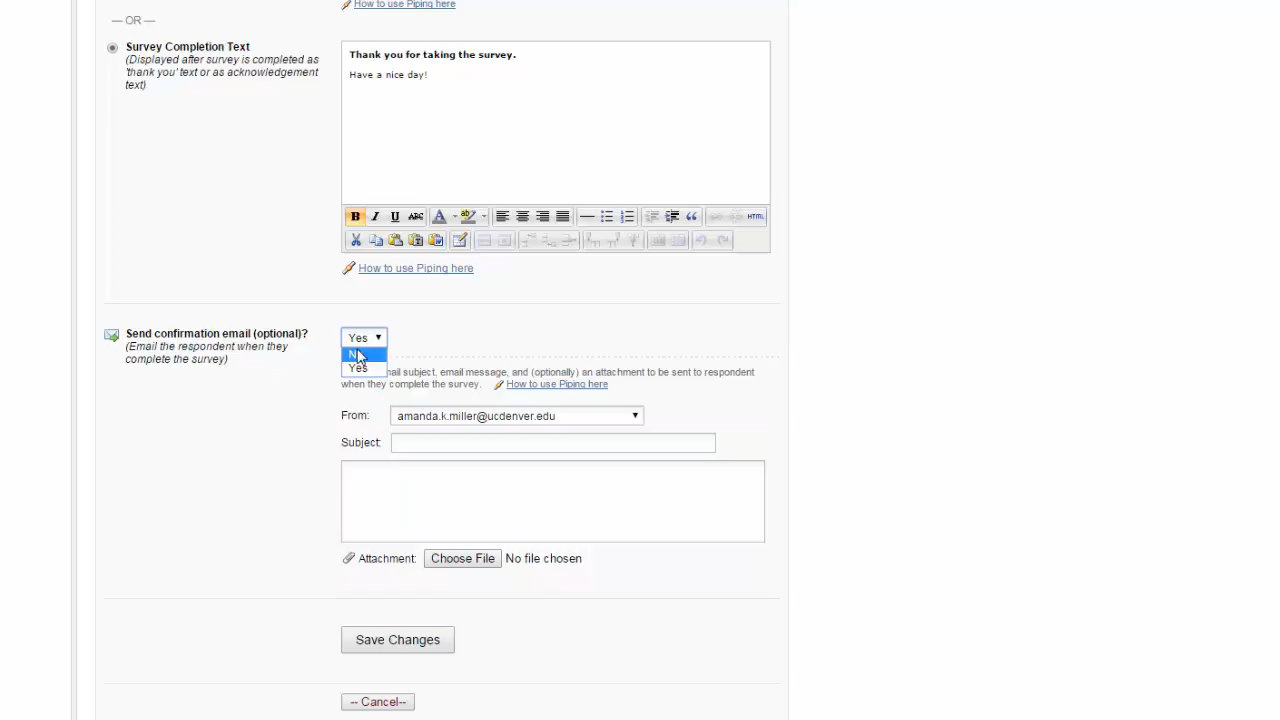 How to use Piping here
— OR —
Survey Completion Text
(Displayed after survey is completed as
'thank you' text or as acknowledgement
text)
Thank you for taking the survey.
Have a nice day!
B I U ABC A ab HTML
How to use Piping here
Send confirmation email (optional)?
(Email the respondent when they
complete the survey)
Yes
Yes
subject, email message, and (optionally) an attachment to be sent to respondent
when they complete the survey. How to use Piping here
From: amanda.k.miller@ucdenver.edu
Subject:
Attachment: Choose File No file chosen
Save Changes
-- Cancel--